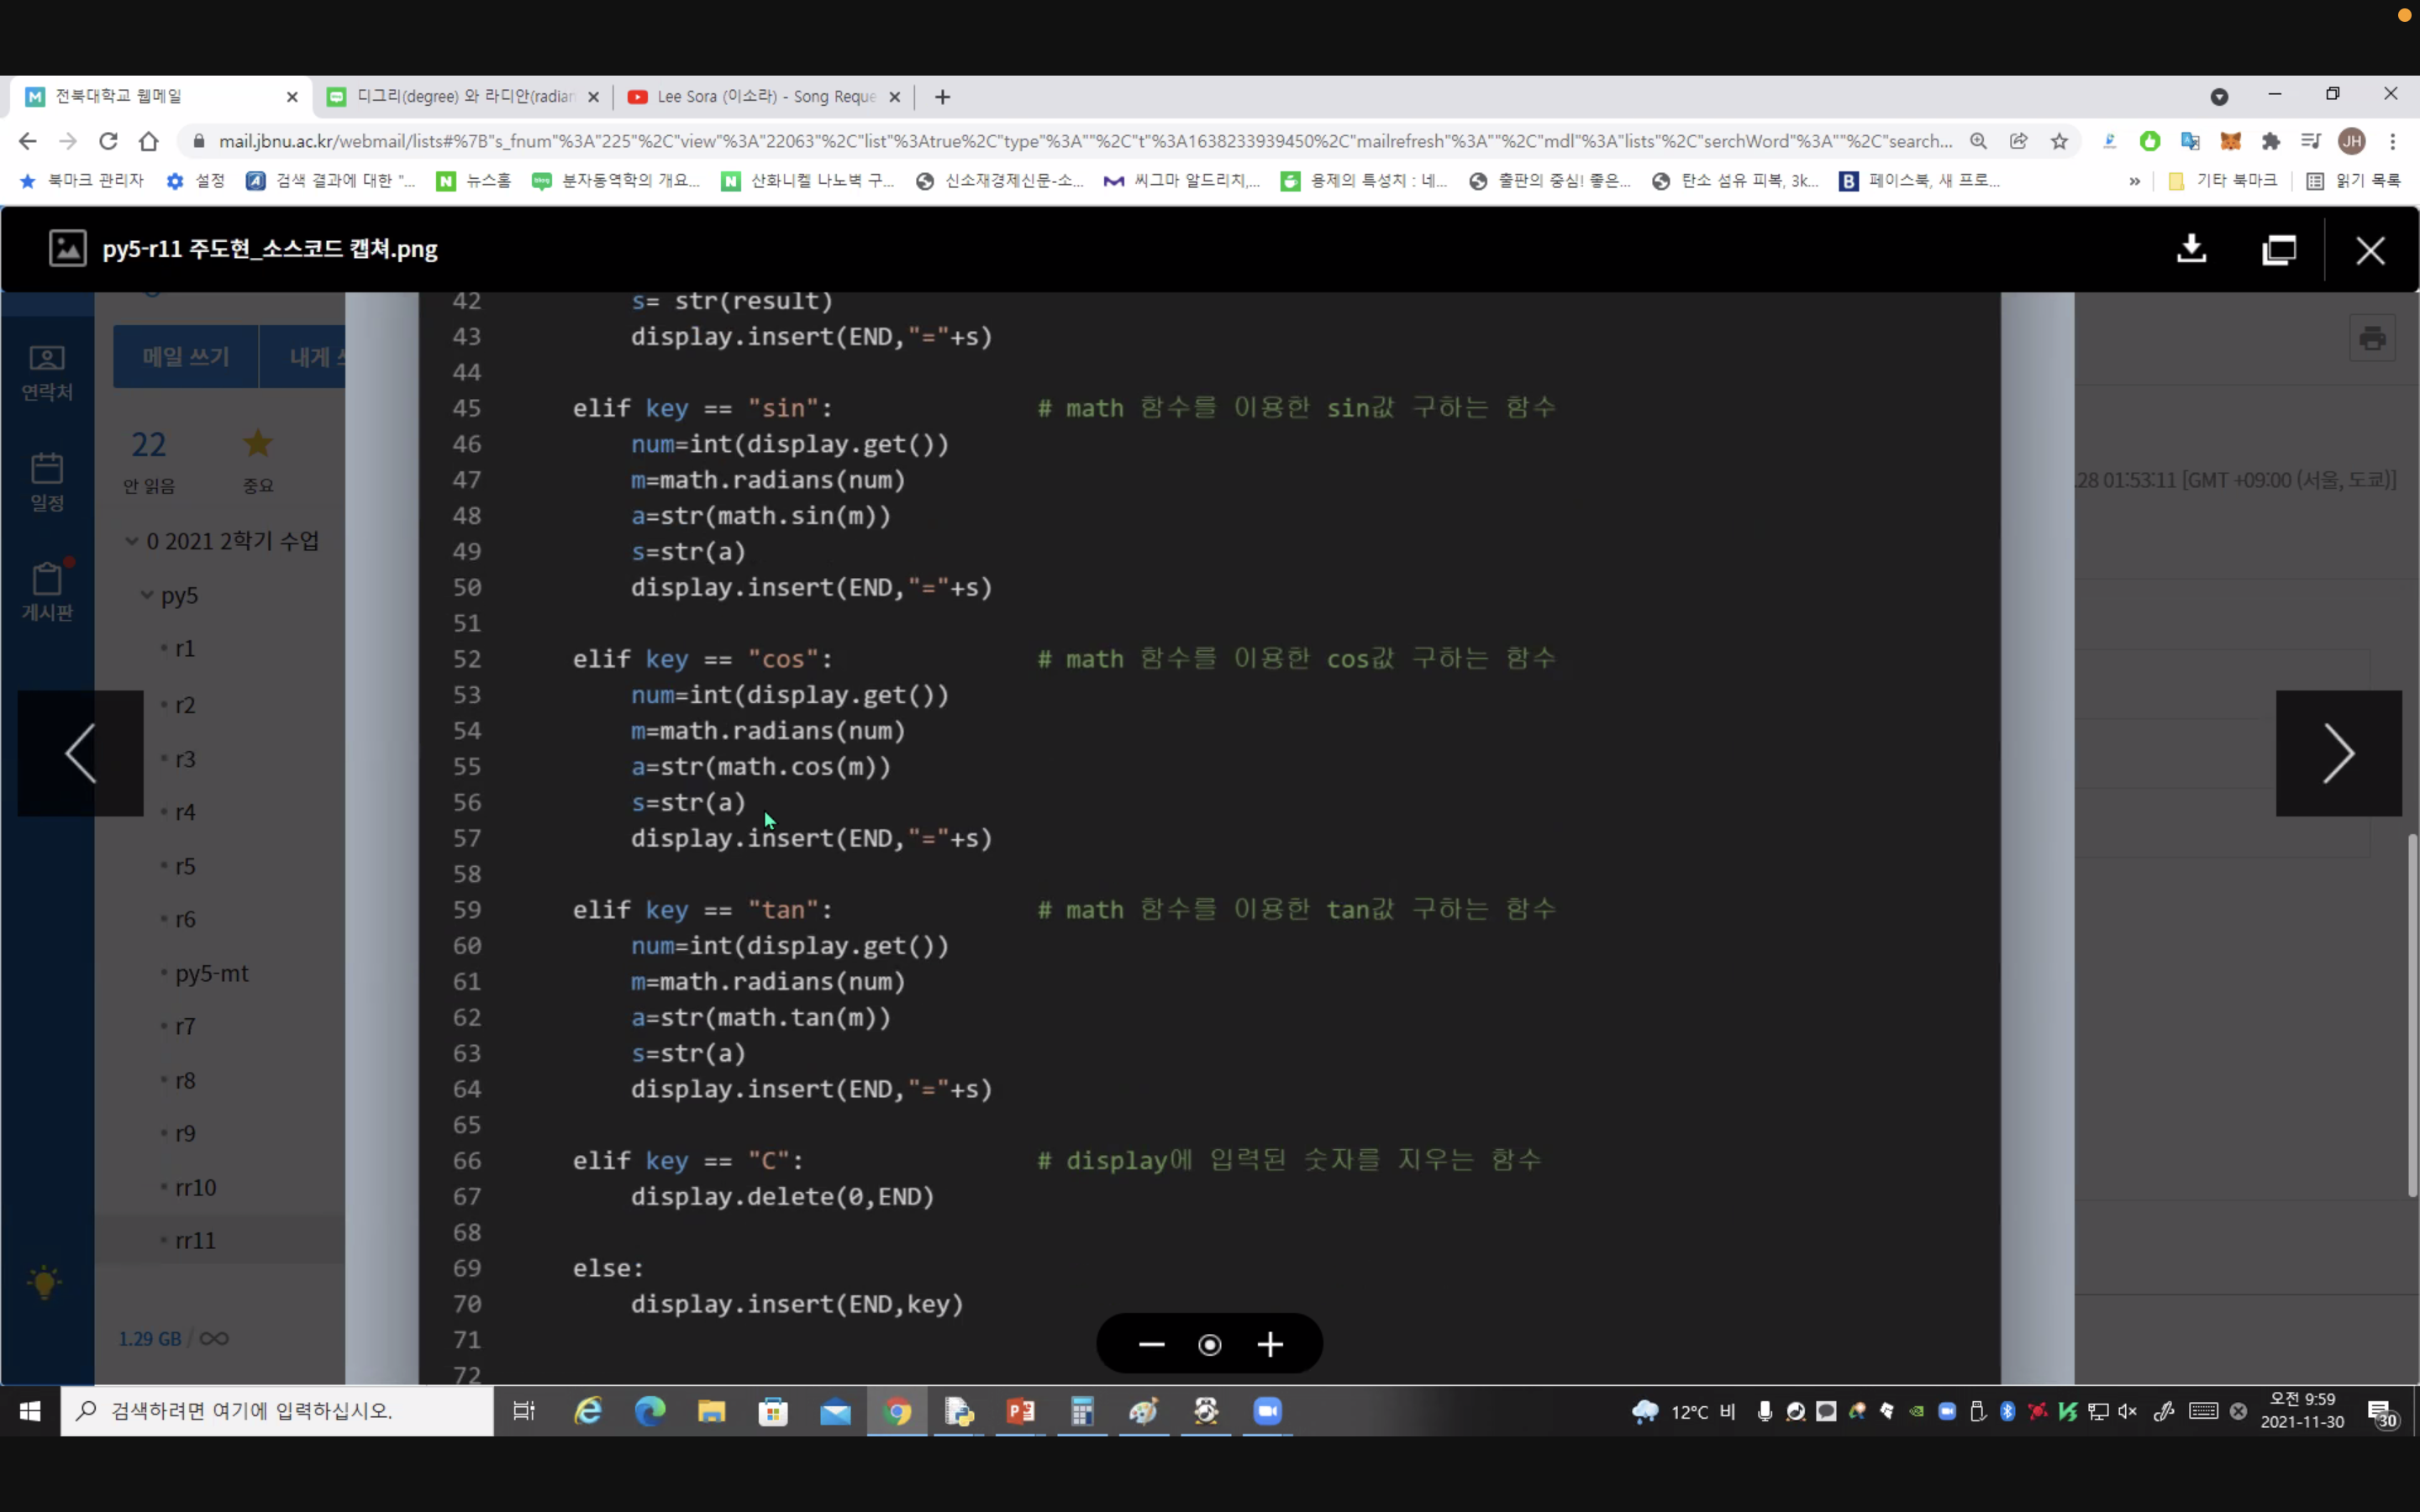 전북대학교 웹메일
디그리(degree) 와 라디안(radian
Lee Sora (이소라) - Song Reque
mail.jbnu.ac.kr/webmail/lists#%7B"s_fnum"%3A"225"%2C"view"%3A"22063"%2C"list"%3Atrue%2C"type"%3A""%2C"t"%3A1638233939450%2C"mailrefresh"%3A""%2C"mdl"%3A"lists"%2C"serchWord"%3A""%2C"search...
JH
북마크 관리자 설정 검색 결과에 대한 "... 뉴스홈 분자동역학의 개요... 산화니켈 나노벽 구... 신소재경제신문-소... 씨그마 알드리치,... 용제의 특성치 : 네... 출판의 중심! 좋은... 탄소 섬유 피복, 3k... 페이스북, 새 프로... » 기타 북마크 읽기 목록
py5-r11 주도현_소스코드 캡쳐.png
메일 쓰기
내게 쓰
연락처
22
안 읽음
중요
일정
0 2021 2학기 수업
게시판
py5
r1
r2
r3
r4
r5
r6
py5-mt
r7
r8
r9
rr10
rr11
1.29 GB / ∞
.28 01:53:11 [GMT +09:00 (서울, 도쿄)]
42 s= str(result)
43 display.insert(END,"="+s)
44
45 elif key == "sin": # math 함수를 이용한 sin값 구하는 함수
46 num=int(display.get())
47 m=math.radians(num)
48 a=str(math.sin(m))
49 s=str(a)
50 display.insert(END,"="+s)
51
52 elif key == "cos": # math 함수를 이용한 cos값 구하는 함수
53 num=int(display.get())
54 m=math.radians(num)
55 a=str(math.cos(m))
56 s=str(a)
57 display.insert(END,"="+s)
58
59 elif key == "tan": # math 함수를 이용한 tan값 구하는 함수
60 num=int(display.get())
61 m=math.radians(num)
62 a=str(math.tan(m))
63 s=str(a)
64 display.insert(END,"="+s)
65
66 elif key == "C": # display에 입력된 숫자를 지우는 함수
67 display.delete(0,END)
68
69 else:
70 display.insert(END,key)
71
72
검색하려면 여기에 입력하십시오.
12°C 비
오전 9:59
2021-11-30
30